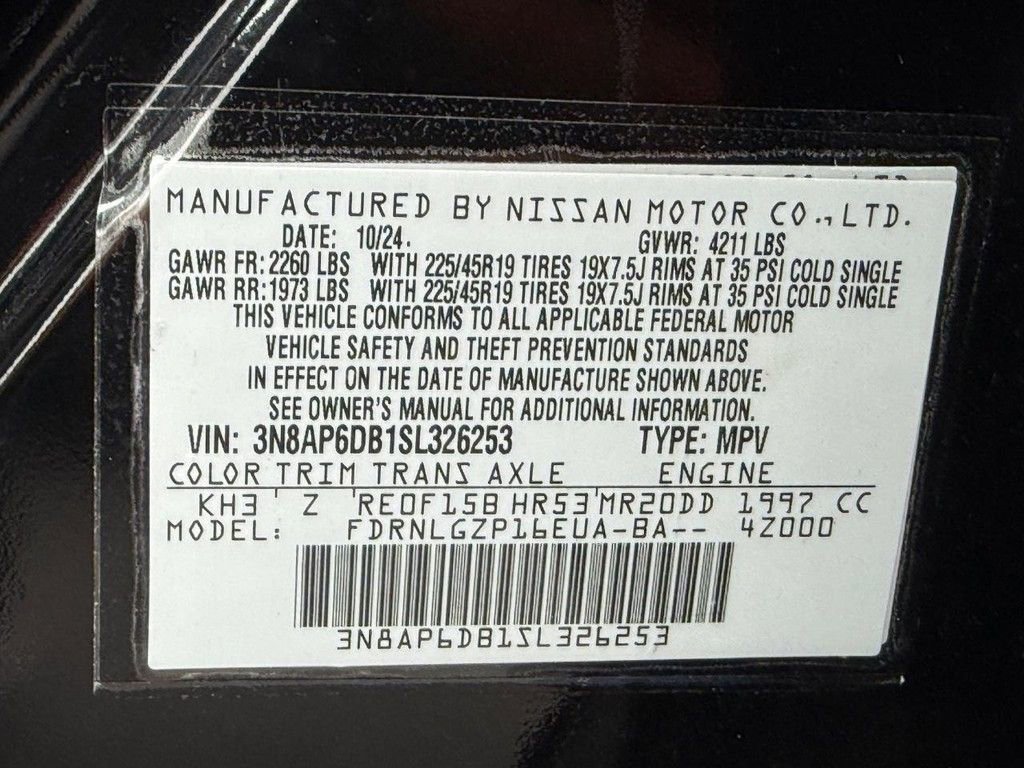 MANUFACTURED BY NISSAN MOTOR CO., LTD.
DATE: 10/24. GVWR: 4211 LBS
GAWR FR: 2260 LBS WITH 225/45R19 TIRES 19X7.5J RIMS AT 35 PSI COLD SINGLE
GAWR RR: 1973 LBS WITH 225/45R19 TIRES 19X7.5J RIMS AT 35 PSI COLD SINGLE
THIS VEHICLE CONFORMS TO ALL APPLICABLE FEDERAL MOTOR
VEHICLE SAFETY AND THEFT PREVENTION STANDARDS
IN EFFECT ON THE DATE OF MANUFACTURE SHOWN ABOVE.
SEE OWNER'S MANUAL FOR ADDITIONAL INFORMATION.
VIN: 3N8AP6DB1SL326253 TYPE: MPV
COLOR TRIM TRANS AXLE ENGINE
KH3 Z RE0F15B HR53 MR20DD 1997 CC
MODEL: FDRNLGZP16EUA-BA-- 4Z000
3N8AP6DB1SL326253